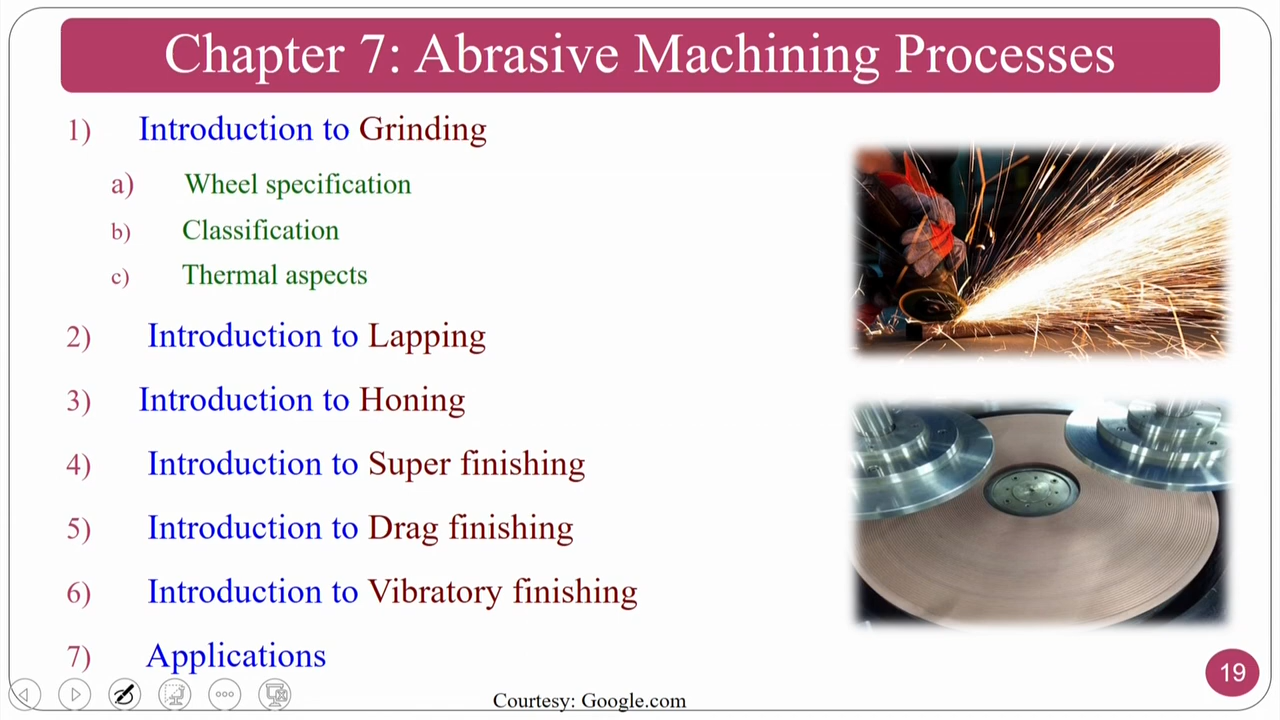 Chapter 7: Abrasive Machining Processes
1) Introduction to Grinding
a) Wheel specification
b) Classification
c) Thermal aspects
2) Introduction to Lapping
3) Introduction to Honing
4) Introduction to Super finishing
5) Introduction to Drag finishing
6) Introduction to Vibratory finishing
7) Applications
Courtesy: Google.com
19